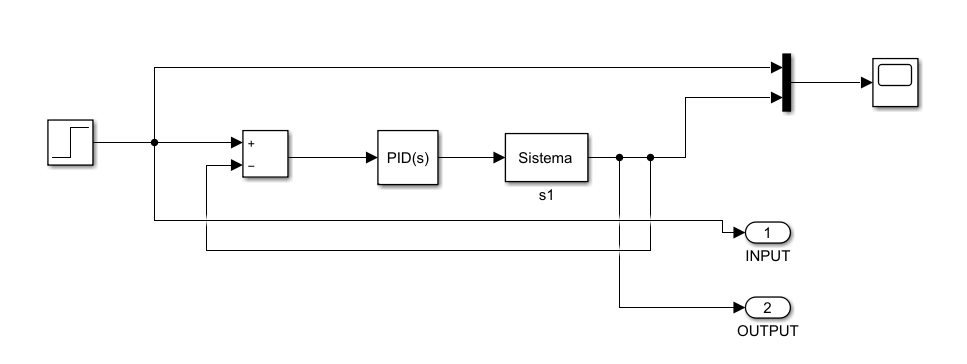 +
−
PID(s)
Sistema
s1
1
INPUT
2
OUTPUT